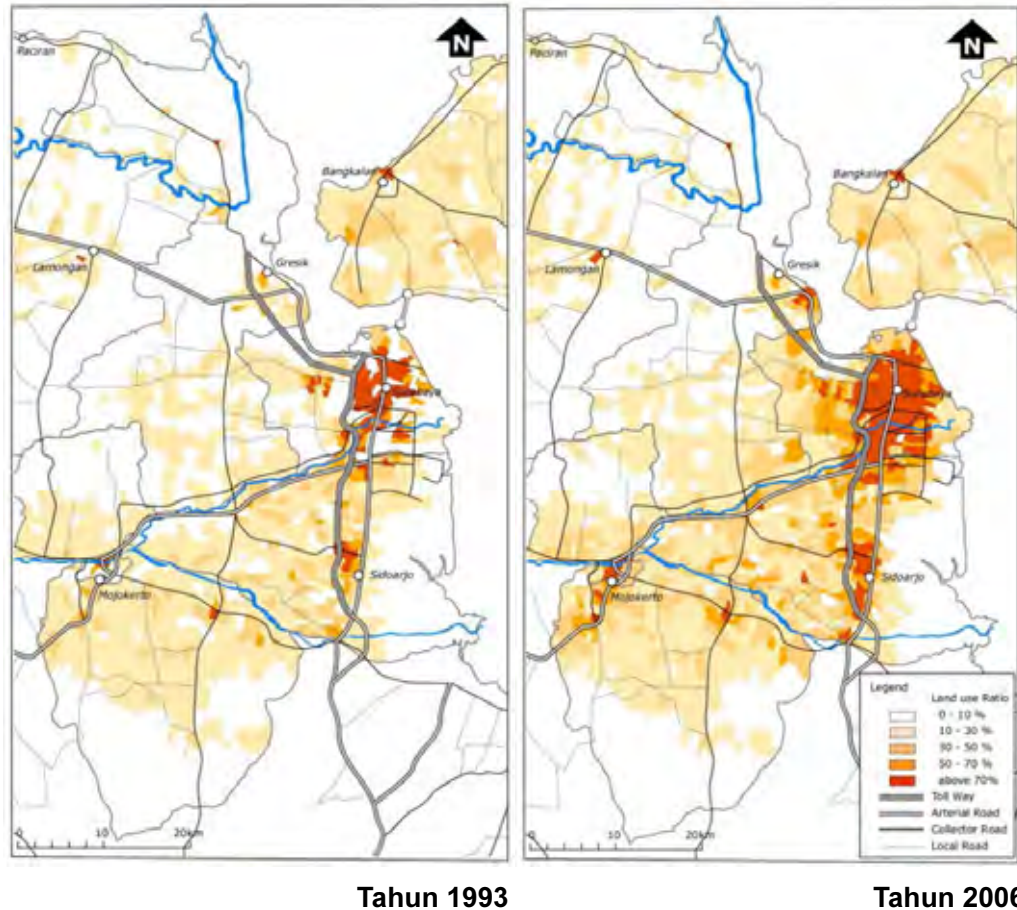 N
Paciran
Bangkalan
Gresik
Lamongan
Sidoarjo
Mojokerto
0 10 20km
Tahun 1993
N
Paciran
Bangkalan
Gresik
Lamongan
Surabaya
Sidoarjo
Mojokerto
0 10 20km
Legend
Land use Ratio
0 - 10 %
10 - 30 %
30 - 50 %
50 - 70 %
above 70%
Toll Way
Arterial Road
Collector Road
Local Road
Tahun 2006